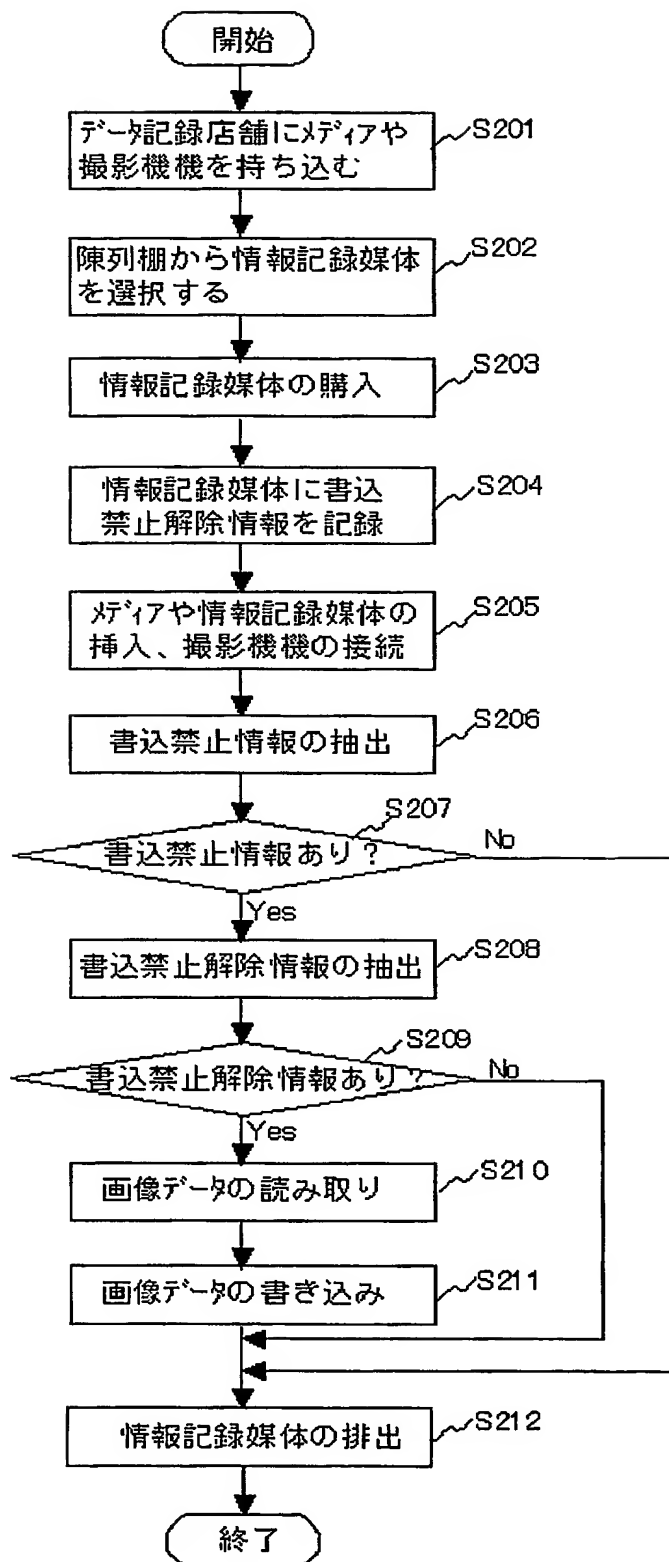 開始
データ記録店舗にメディアや
撮影機機を持ち込む
S201
陳列棚から情報記録媒体
を選択する
S202
情報記録媒体の購入
S203
情報記録媒体に書込
禁止解除情報を記録
S204
メディアや情報記録媒体の
挿入、撮影機機の接続
S205
書込禁止情報の抽出
S206
S207
書込禁止情報あり?
No
Yes
書込禁止解除情報の抽出
S208
S209
書込禁止解除情報あり?
No
Yes
画像データの読み取り
S210
画像データの書き込み
S211
情報記録媒体の排出
S212
終了